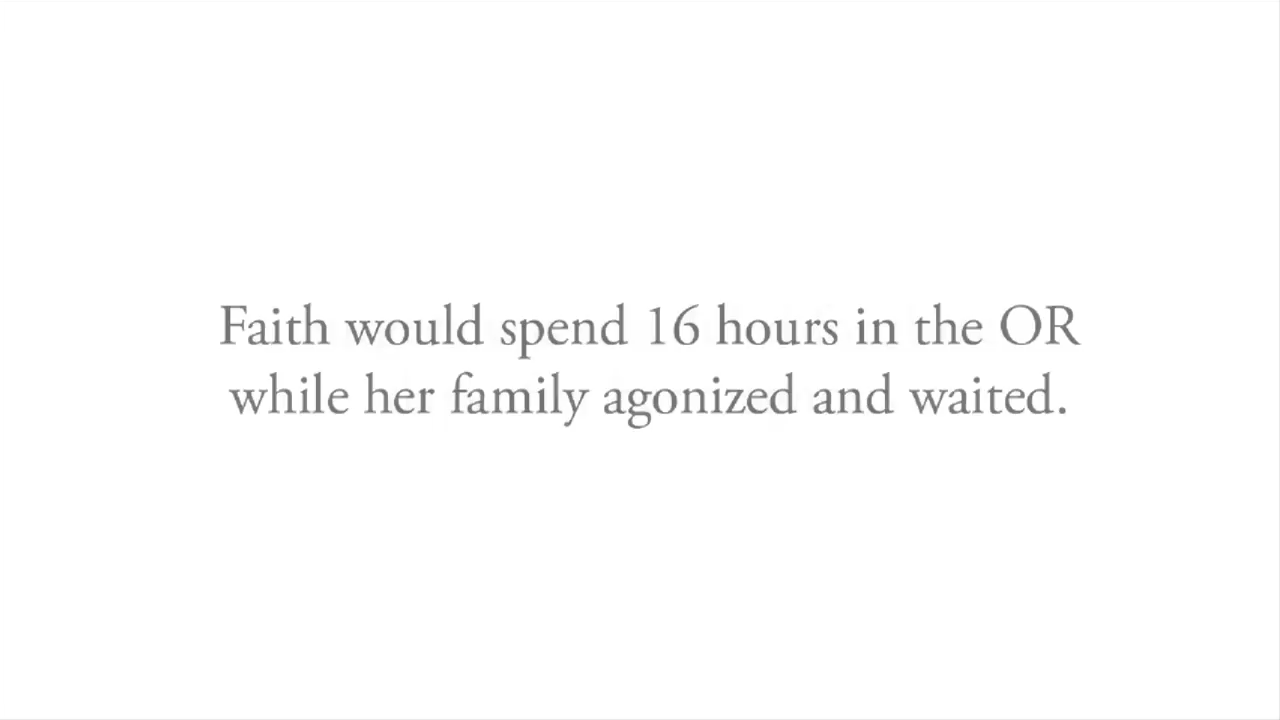 Faith would spend 16 hours in the OR
while her family agonized and waited.